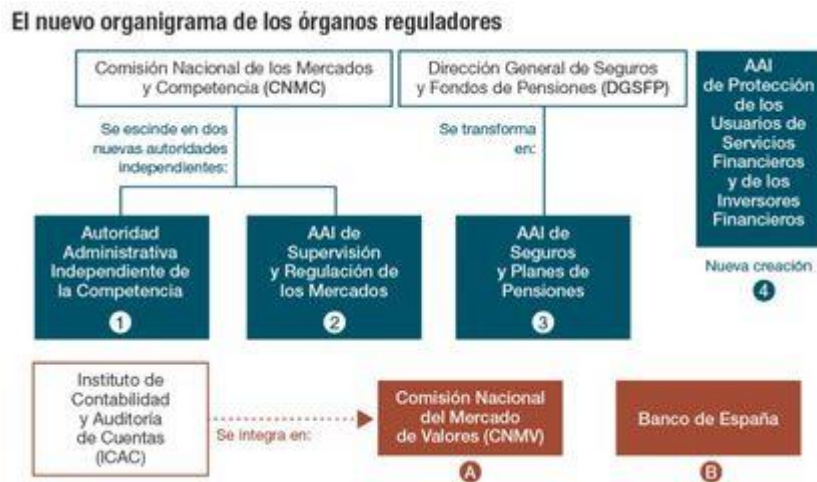 El nuevo organigrama de los órganos reguladores
Comisión Nacional de los Mercados
y Competencia (CNMC)
Dirección General de Seguros
y Fondos de Pensiones (DGSFP)
AAI
de Protección
de los
Usuarios de
Servicios
Financieros
y de los
Inversores
Financieros
Se escinde en dos
nuevas autoridades
independientes:
Se transforma
en:
Autoridad
Administrativa
Independiente de
la Competencia
1
AAI de
Supervisión
y Regulación de
los Mercados
2
AAI de
Seguros
y Planes de
Pensiones
3
Nueva creación
4
Instituto de
Contabilidad
y Auditoría
de Cuentas
(ICAC)
Se integra en:
Comisión Nacional
del Mercado
de Valores (CNMV)
A
Banco de España
B